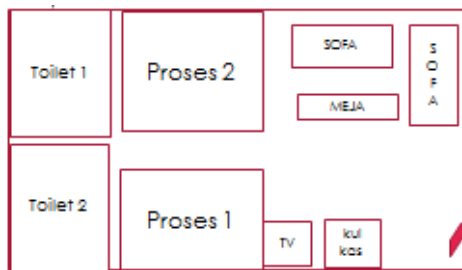 SOFA
S
O
F
A
Toilet 1
Proses 2
MEJA
Toilet 2
Proses 1
TV
kul
kas